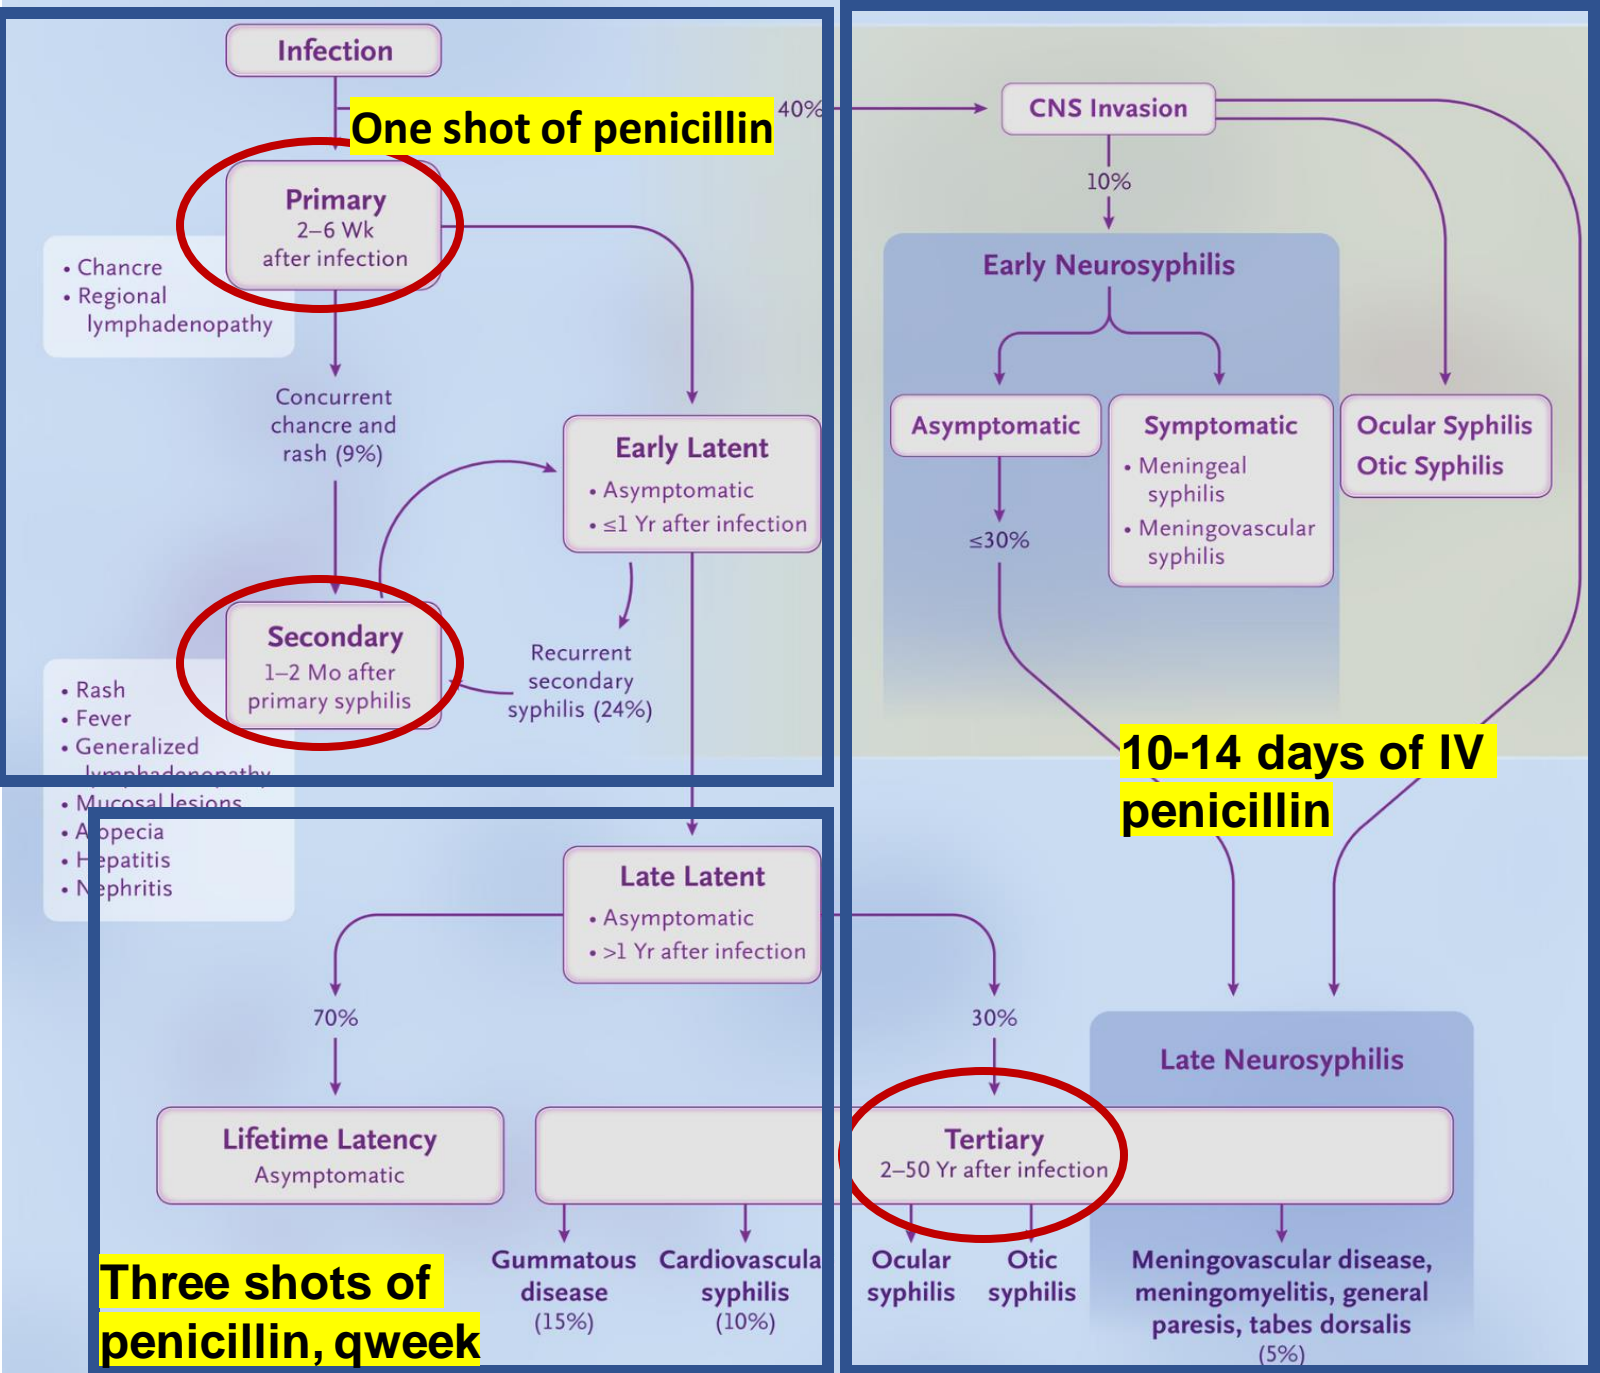 Infection
One shot of penicillin
40%
CNS Invasion
10%
Primary
2–6 Wk
after infection
• Chancre
• Regional
lymphadenopathy
Early Neurosyphilis
Concurrent
chancre and
rash (9%)
Early Latent
• Asymptomatic
• ≤1 Yr after infection
Asymptomatic
≤30%
Symptomatic
• Meningeal
syphilis
• Meningovascular
syphilis
Ocular Syphilis
Otic Syphilis
Secondary
1–2 Mo after
primary syphilis
Recurrent
secondary
syphilis (24%)
• Rash
• Fever
• Generalized
lymphadenopathy
• Mucosal lesions
• Alopecia
• Hepatitis
• Nephritis
10-14 days of IV
penicillin
Late Latent
• Asymptomatic
• >1 Yr after infection
70%
30%
Late Neurosyphilis
Lifetime Latency
Asymptomatic
Tertiary
2–50 Yr after infection
Three shots of
penicillin, qweek
Gummatous
disease
(15%)
Cardiovascula
syphilis
(10%)
Ocular
syphilis
Otic
syphilis
Meningovascular disease,
meningomyelitis, general
paresis, tabes dorsalis
(5%)